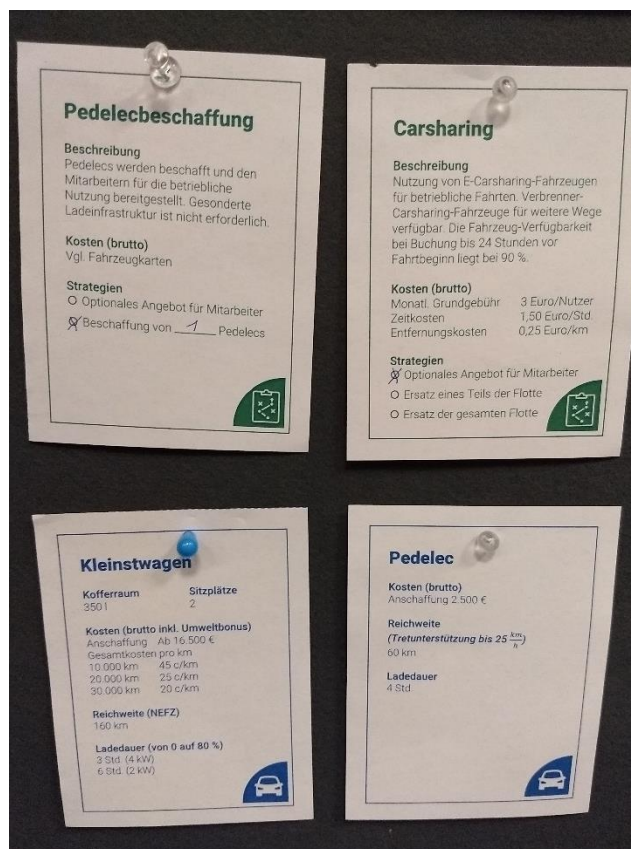 Pedelecbeschaffung
Beschreibung
Pedelecs werden beschafft und den
Mitarbeitern für die betriebliche
Nutzung bereitgestellt. Gesonderte
Ladeinfrastruktur ist nicht erforderlich.
Kosten (brutto)
Vgl. Fahrzeugkarten
Strategien
O Optionales Angebot für Mitarbeiter
Beschaffung von 1 Pedelecs
Carsharing
Beschreibung
Nutzung von E-Carsharing-Fahrzeugen
für betriebliche Fahrten. Verbrenner-
Carsharing-Fahrzeuge für weitere Wege
verfügbar. Die Fahrzeug-Verfügbarkeit
bei Buchung bis 24 Stunden vor
Fahrtbeginn liegt bei 90 %.
Kosten (brutto)
Monatl. Grundgebühr 3 Euro/Nutzer
Zeitkosten 1,50 Euro/Std.
Entfernungskosten 0,25 Euro/km
Strategien
Optionales Angebot für Mitarbeiter
O Ersatz eines Teils der Flotte
O Ersatz der gesamten Flotte
Kleinstwagen
Kofferraum Sitzplätze
350 l 2
Kosten (brutto inkl. Umweltbonus)
Anschaffung Ab 16.500 €
Gesamtkosten pro km
10.000 km 45 c/km
20.000 km 25 c/km
30.000 km 20 c/km
Reichweite (NEFZ)
160 km
Ladedauer (von 0 auf 80 %)
3 Std. (4 kW)
6 Std. (2 kW)
Pedelec
Kosten (brutto)
Anschaffung 2.500 €
Reichweite
(Tretunterstützung bis 25 km/h)
60 km
Ladedauer
4 Std.